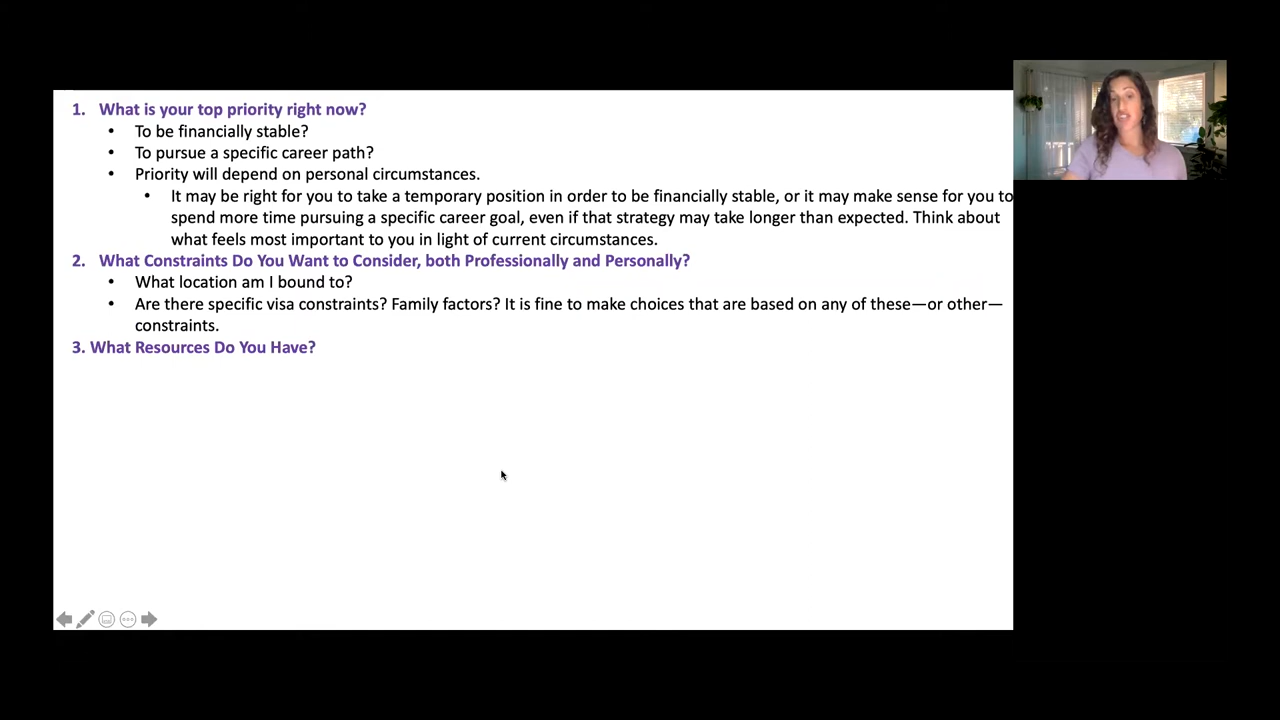 1. What is your top priority right now?
• To be financially stable?
• To pursue a specific career path?
• Priority will depend on personal circumstances.
• It may be right for you to take a temporary position in order to be financially stable, or it may make sense for you to
spend more time pursuing a specific career goal, even if that strategy may take longer than expected. Think about
what feels most important to you in light of current circumstances.
2. What Constraints Do You Want to Consider, both Professionally and Personally?
• What location am I bound to?
• Are there specific visa constraints? Family factors? It is fine to make choices that are based on any of these—or other—
constraints.
3. What Resources Do You Have?